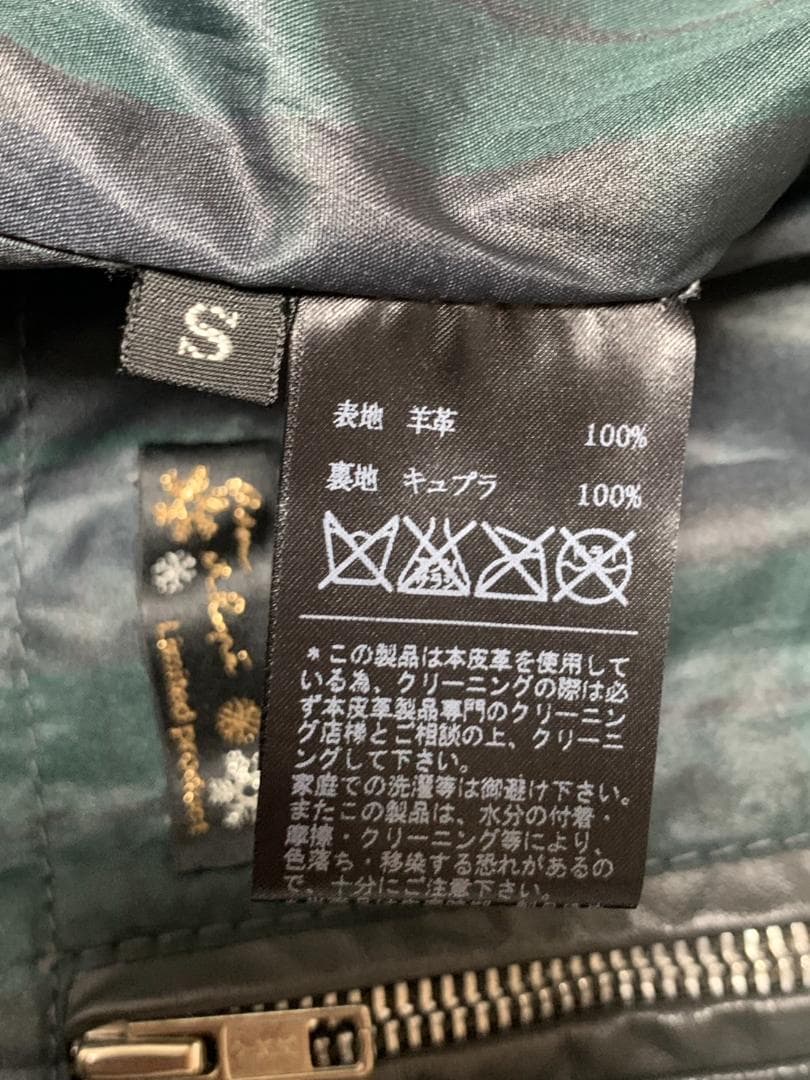 S
表地 羊革 100%
裏地 キュプラ 100%
*この製品は本皮革を使用して
いる為、クリーニングの際は必
ず本皮革製品専門のクリーニン
グ店様とご相談の上、クリーニ
ングして下さい。
家庭での洗濯等は御避け下さい。
またこの製品は、水分の付着・
摩擦・クリーニング等により、
色落ち・移染する恐れがあるの
で、十分にご注意下さい。
Limited product